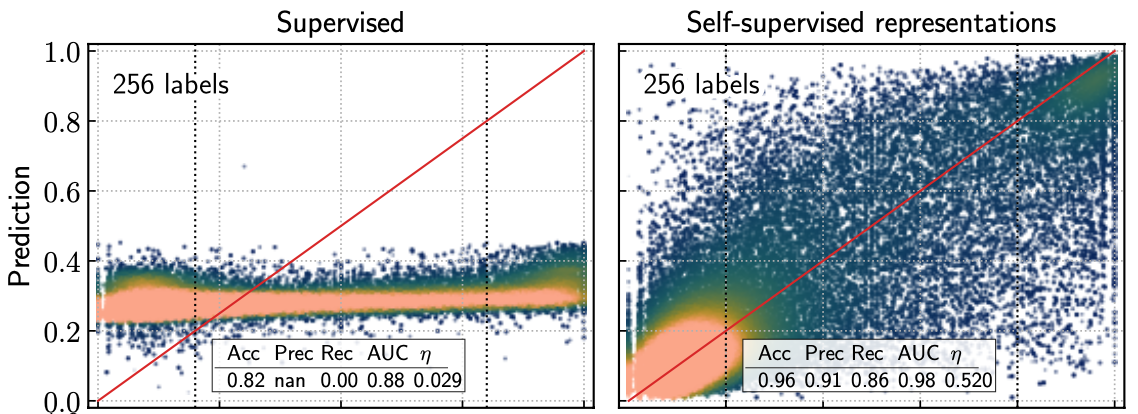 Supervised
Self-supervised representations
Prediction
1.0
0.8
0.6
0.4
0.2
0.0
256 labels
Acc Prec Rec AUC η
0.82 nan 0.00 0.88 0.029
256 labels
Acc Prec Rec AUC η
0.96 0.91 0.86 0.98 0.520